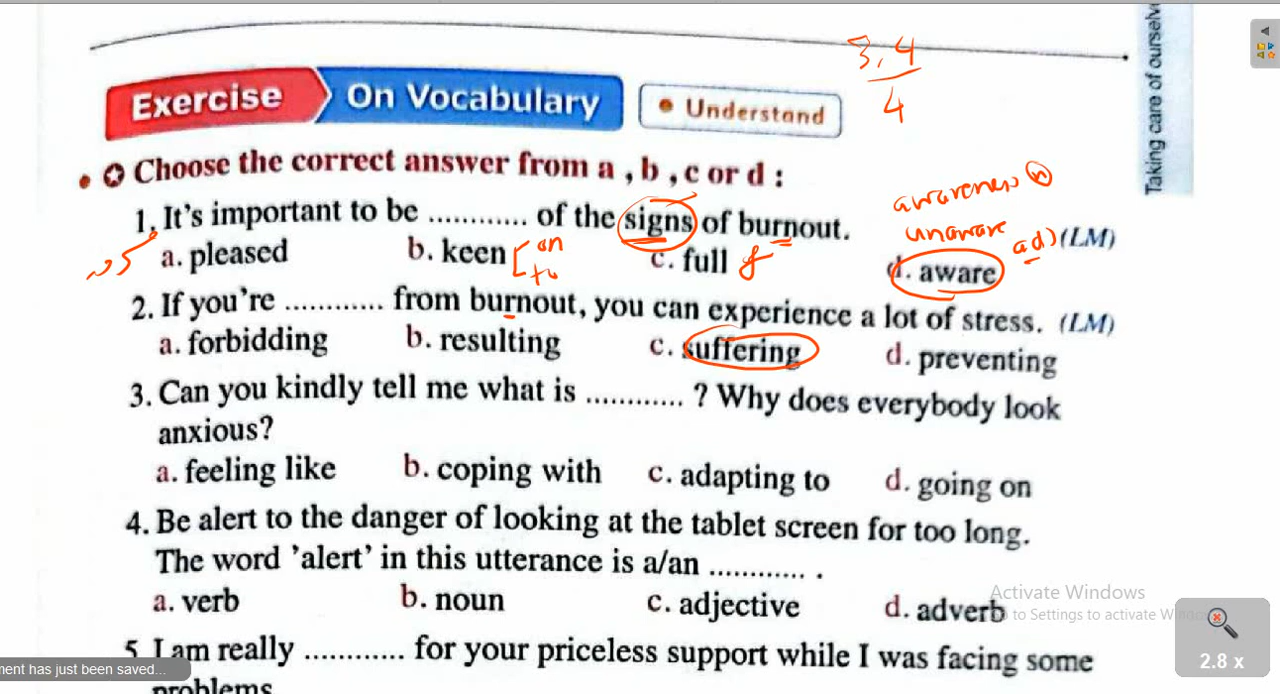 Taking care of ourselv
3, 4
4
Exercise On Vocabulary • Understand
Choose the correct answer from a , b , c or d :
awareness n
1. It's important to be ............ of the signs of burnout.
unaware adj (LM)
a. pleased b. keen on to c. full of d. aware
2. If you're ............ from burnout, you can experience a lot of stress. (LM)
a. forbidding b. resulting c. suffering d. preventing
3. Can you kindly tell me what is ............ ? Why does everybody look
anxious?
a. feeling like b. coping with c. adapting to d. going on
4. Be alert to the danger of looking at the tablet screen for too long.
The word 'alert' in this utterance is a/an ............ .
a. verb b. noun c. adjective d. adverb
Activate Windows
to Settings to activate Wind
5. I am really ............ for your priceless support while I was facing some
problems
ment has just been saved...
2.8 x